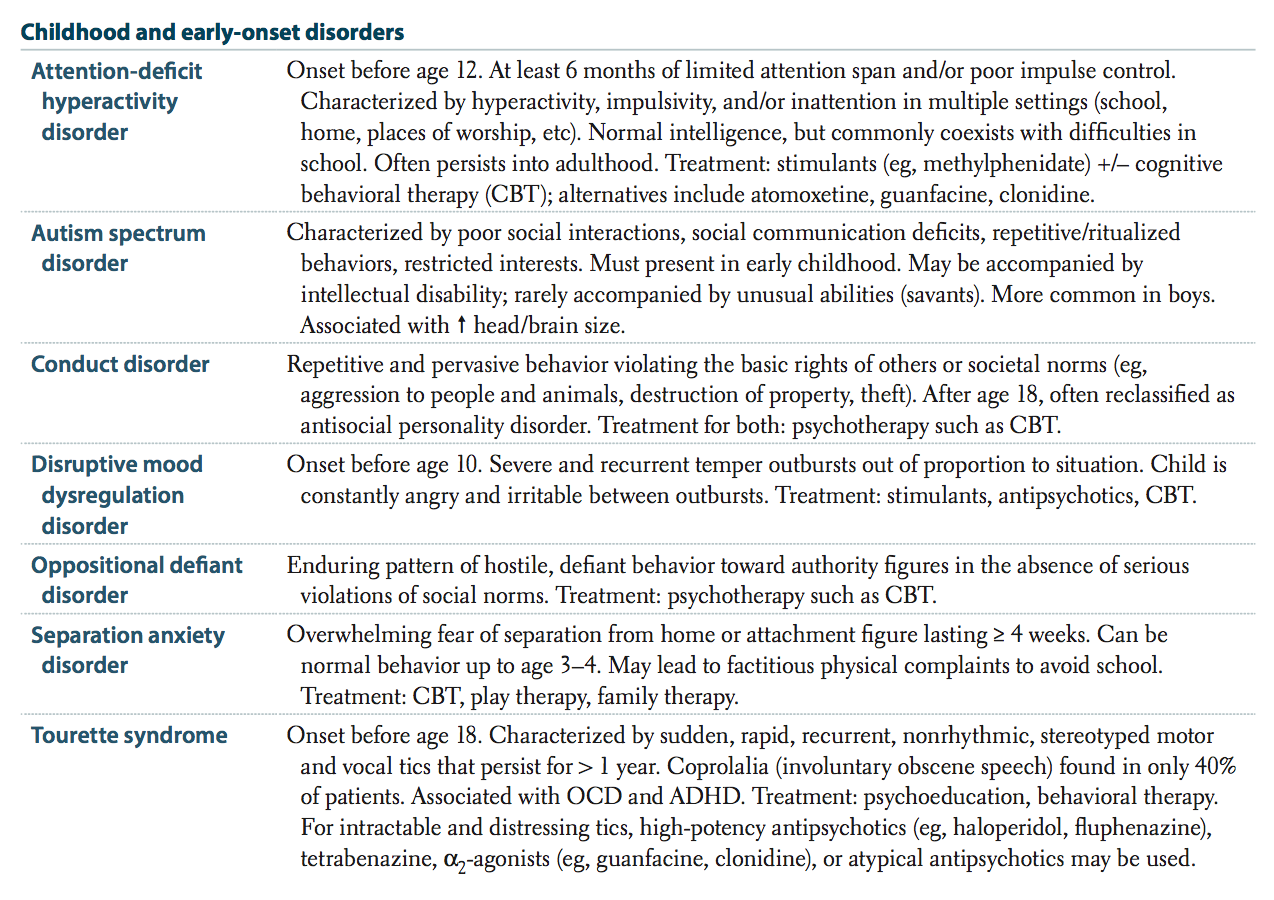 Childhood and early-onset disorders
Attention-deficit
hyperactivity
disorder
Onset before age 12. At least 6 months of limited attention span and/or poor impulse control.
Characterized by hyperactivity, impulsivity, and/or inattention in multiple settings (school,
home, places of worship, etc). Normal intelligence, but commonly coexists with difficulties in
school. Often persists into adulthood. Treatment: stimulants (eg, methylphenidate) +/– cognitive
behavioral therapy (CBT); alternatives include atomoxetine, guanfacine, clonidine.
Autism spectrum
disorder
Characterized by poor social interactions, social communication deficits, repetitive/ritualized
behaviors, restricted interests. Must present in early childhood. May be accompanied by
intellectual disability; rarely accompanied by unusual abilities (savants). More common in boys.
Associated with ↑ head/brain size.
Conduct disorder
Repetitive and pervasive behavior violating the basic rights of others or societal norms (eg,
aggression to people and animals, destruction of property, theft). After age 18, often reclassified as
antisocial personality disorder. Treatment for both: psychotherapy such as CBT.
Disruptive mood
dysregulation
disorder
Onset before age 10. Severe and recurrent temper outbursts out of proportion to situation. Child is
constantly angry and irritable between outbursts. Treatment: stimulants, antipsychotics, CBT.
Oppositional defiant
disorder
Enduring pattern of hostile, defiant behavior toward authority figures in the absence of serious
violations of social norms. Treatment: psychotherapy such as CBT.
Separation anxiety
disorder
Overwhelming fear of separation from home or attachment figure lasting ≥ 4 weeks. Can be
normal behavior up to age 3–4. May lead to factitious physical complaints to avoid school.
Treatment: CBT, play therapy, family therapy.
Tourette syndrome
Onset before age 18. Characterized by sudden, rapid, recurrent, nonrhythmic, stereotyped motor
and vocal tics that persist for > 1 year. Coprolalia (involuntary obscene speech) found in only 40%
of patients. Associated with OCD and ADHD. Treatment: psychoeducation, behavioral therapy.
For intractable and distressing tics, high-potency antipsychotics (eg, haloperidol, fluphenazine),
tetrabenazine, α₂-agonists (eg, guanfacine, clonidine), or atypical antipsychotics may be used.